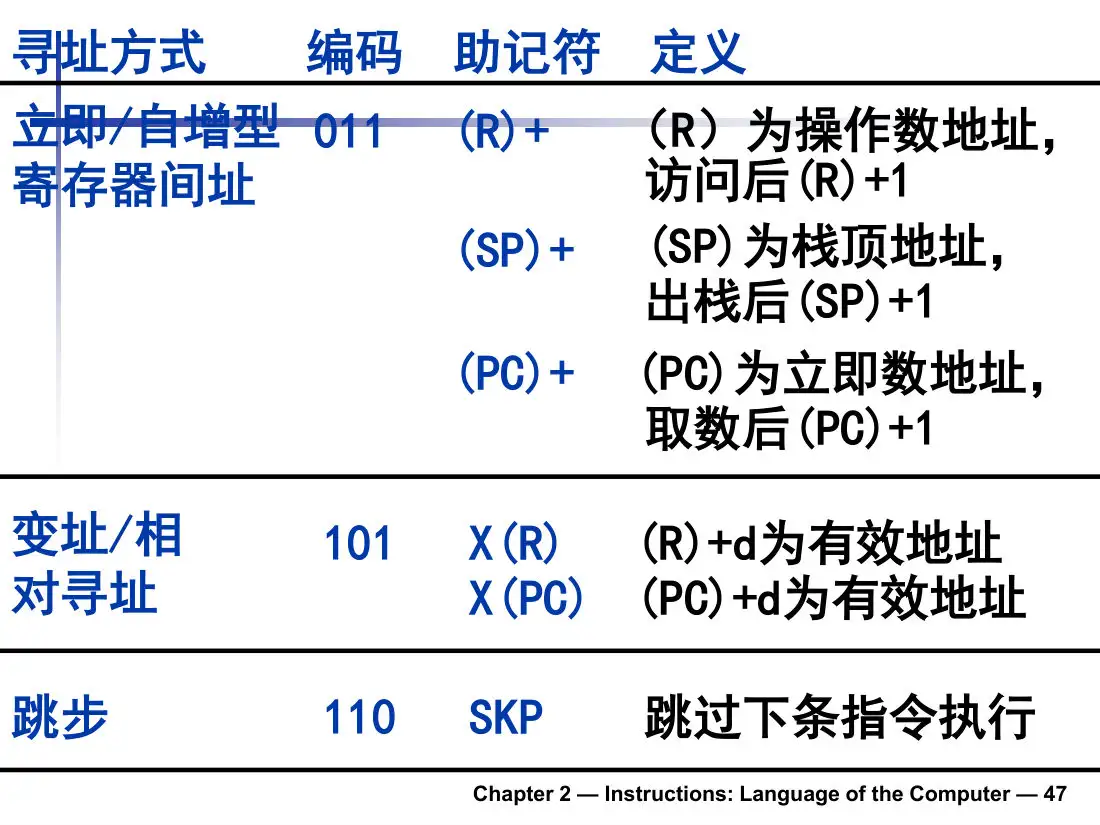 寻址方式 编码 助记符 定义
立即/自增型 011 (R)+ （R）为操作数地址，
寄存器间址 访问后(R)+1
(SP)+ (SP)为栈顶地址，
出栈后(SP)+1
(PC)+ (PC)为立即数地址，
取数后(PC)+1
变址/相 101 X(R) (R)+d为有效地址
对寻址 X(PC) (PC)+d为有效地址
跳步 110 SKP 跳过下条指令执行
Chapter 2 — Instructions: Language of the Computer — 47